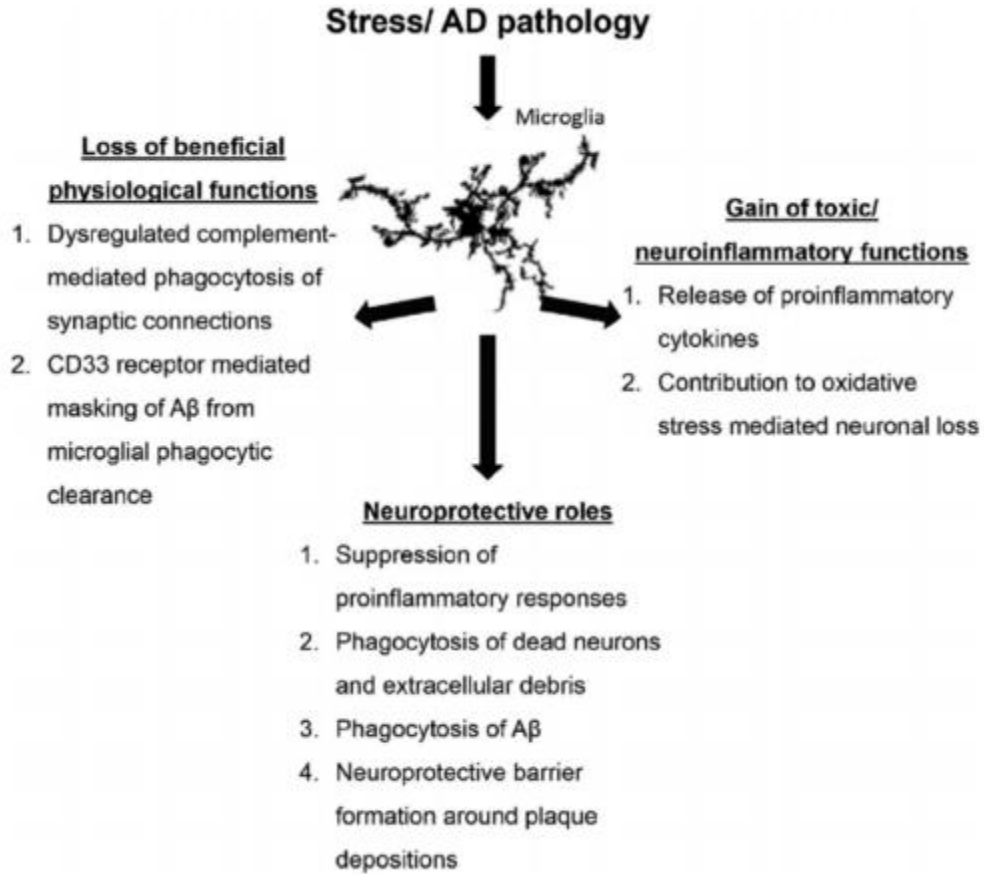 Stress/ AD pathology
Microglia
Loss of beneficial
physiological functions
1. Dysregulated complement-
mediated phagocytosis of
synaptic connections
2. CD33 receptor mediated
masking of Aβ from
microglial phagocytic
clearance
Gain of toxic/
neuroinflammatory functions
1. Release of proinflammatory
cytokines
2. Contribution to oxidative
stress mediated neuronal loss
Neuroprotective roles
1. Suppression of
proinflammatory responses
2. Phagocytosis of dead neurons
and extracellular debris
3. Phagocytosis of Aβ
4. Neuroprotective barrier
formation around plaque
depositions